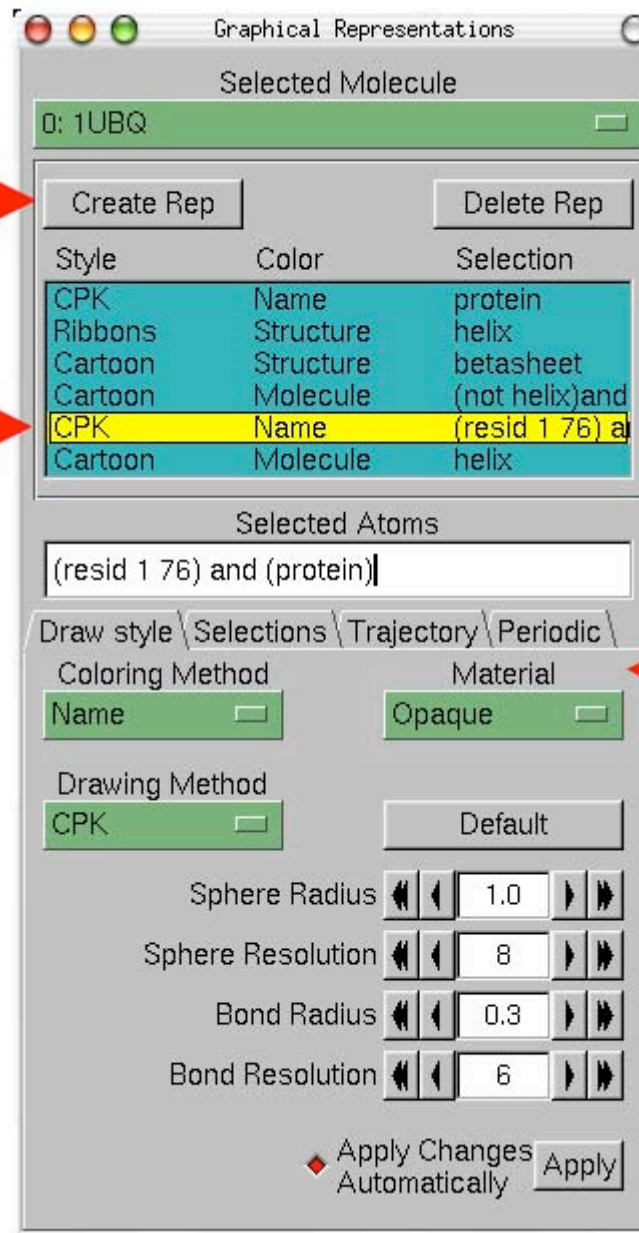 Graphical Representations
Selected Molecule
0: 1UBQ
Create Rep Delete Rep
Style Color Selection
CPK Name protein
Ribbons Structure helix
Cartoon Structure betasheet
Cartoon Molecule (not helix)and
CPK Name (resid 1 76) a
Cartoon Molecule helix
Selected Atoms
(resid 1 76) and (protein)
Draw style Selections Trajectory Periodic
Coloring Method Material
Name Opaque
Drawing Method
CPK Default
Sphere Radius 1.0
Sphere Resolution 8
Bond Radius 0.3
Bond Resolution 6
Apply Changes
Automatically Apply